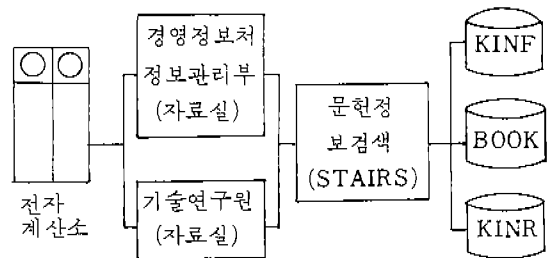 전자
계산소
경영정보처
정보관리부
(자료실)
기술연구원
(자료실)
문헌정
보검색
(STAIRS)
KINF
BOOK
KINR